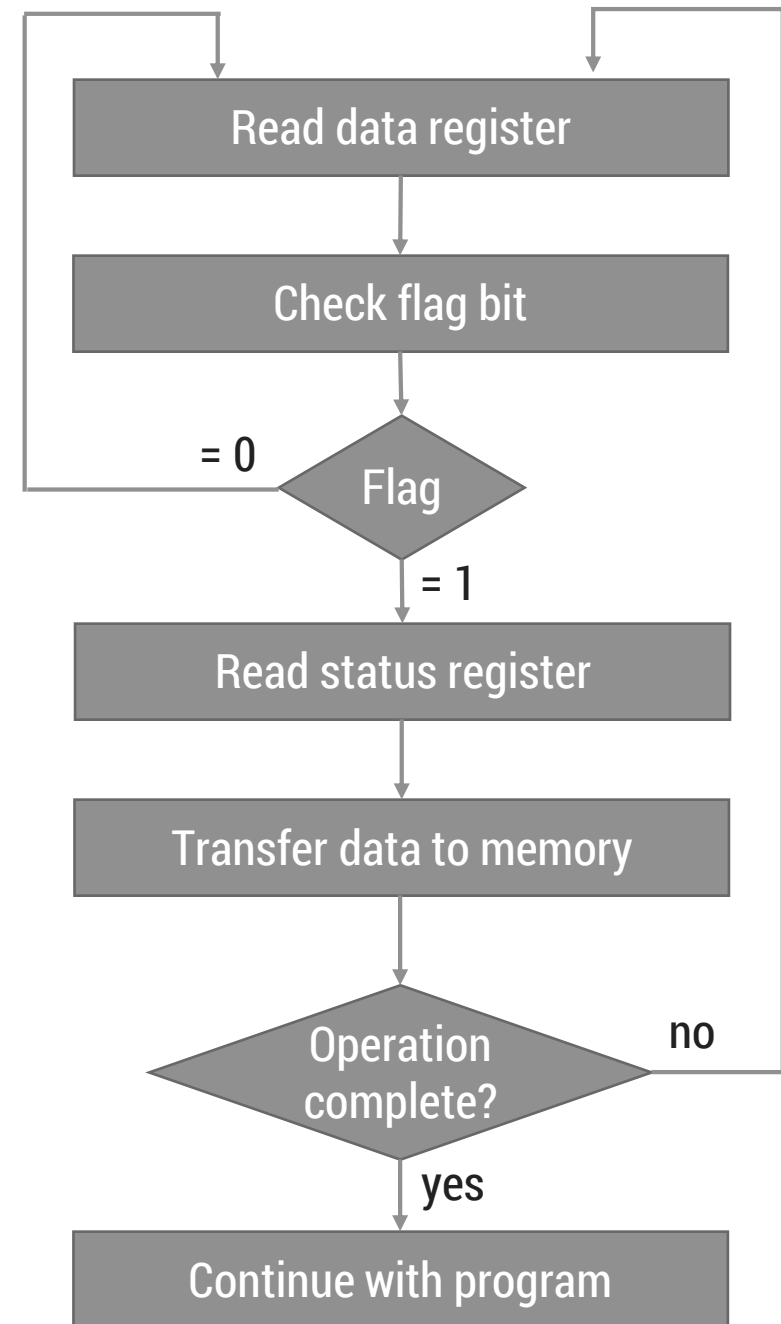 Read data register
Check flag bit
= 0
Flag
= 1
Read status register
Transfer data to memory
Operation
complete?
no
yes
Continue with program